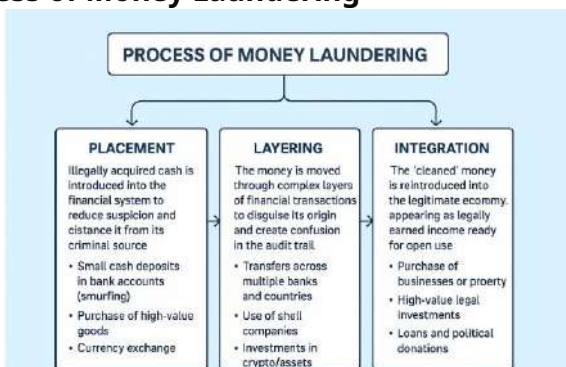 PROCESS OF MONEY LAUNDERING
PLACEMENT
Illegally acquired cash is
introduced into the
financial system to
reduce suspicion and
cistance it from its
criminal source
• Small cash deposits
in bank accounts
(smurfing)
• Purchase of high-value
goods
• Currency exchange
LAYERING
The money is moved
through complex layers
of financial transactions
to disguise its origin
and create confusion
in the audit trail
• Transfers across
multiple banks
and countries
• Use of shell
companies
• Investments in
crypto/assets
INTEGRATION
The 'cleaned' money
is reintroduced into
the legitimate economy,
appearing as legally
earned income ready
for open use
• Purchase of
businesses or proerty
• High-value legal
investments
• Loans and political
donations